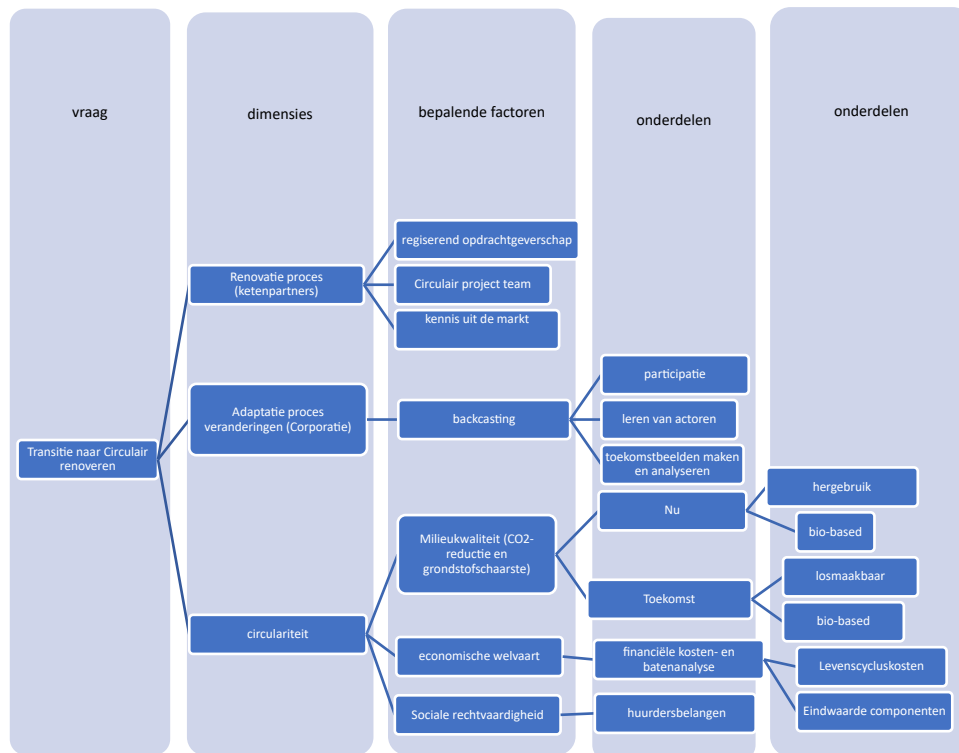 vraag
dimensies
bepalende factoren
onderdelen
onderdelen
Transitie naar Circulair
renoveren
Renovatie proces
(ketenpartners)
regiserend opdrachtgeverschap
Circulair project team
kennis uit de markt
Adaptatie proces
veranderingen (Corporatie)
backcasting
participatie
leren van actoren
toekomstbeelden maken
en analyseren
circulariteit
Milieukwaliteit (CO2-
reductie en
grondstofschaarste)
Nu
hergebruik
bio-based
Toekomst
losmaakbaar
bio-based
economische welvaart
financiële kosten- en
batenanalyse
Levenscycluskosten
Eindwaarde componenten
Sociale rechtvaardigheid
huurdersbelangen